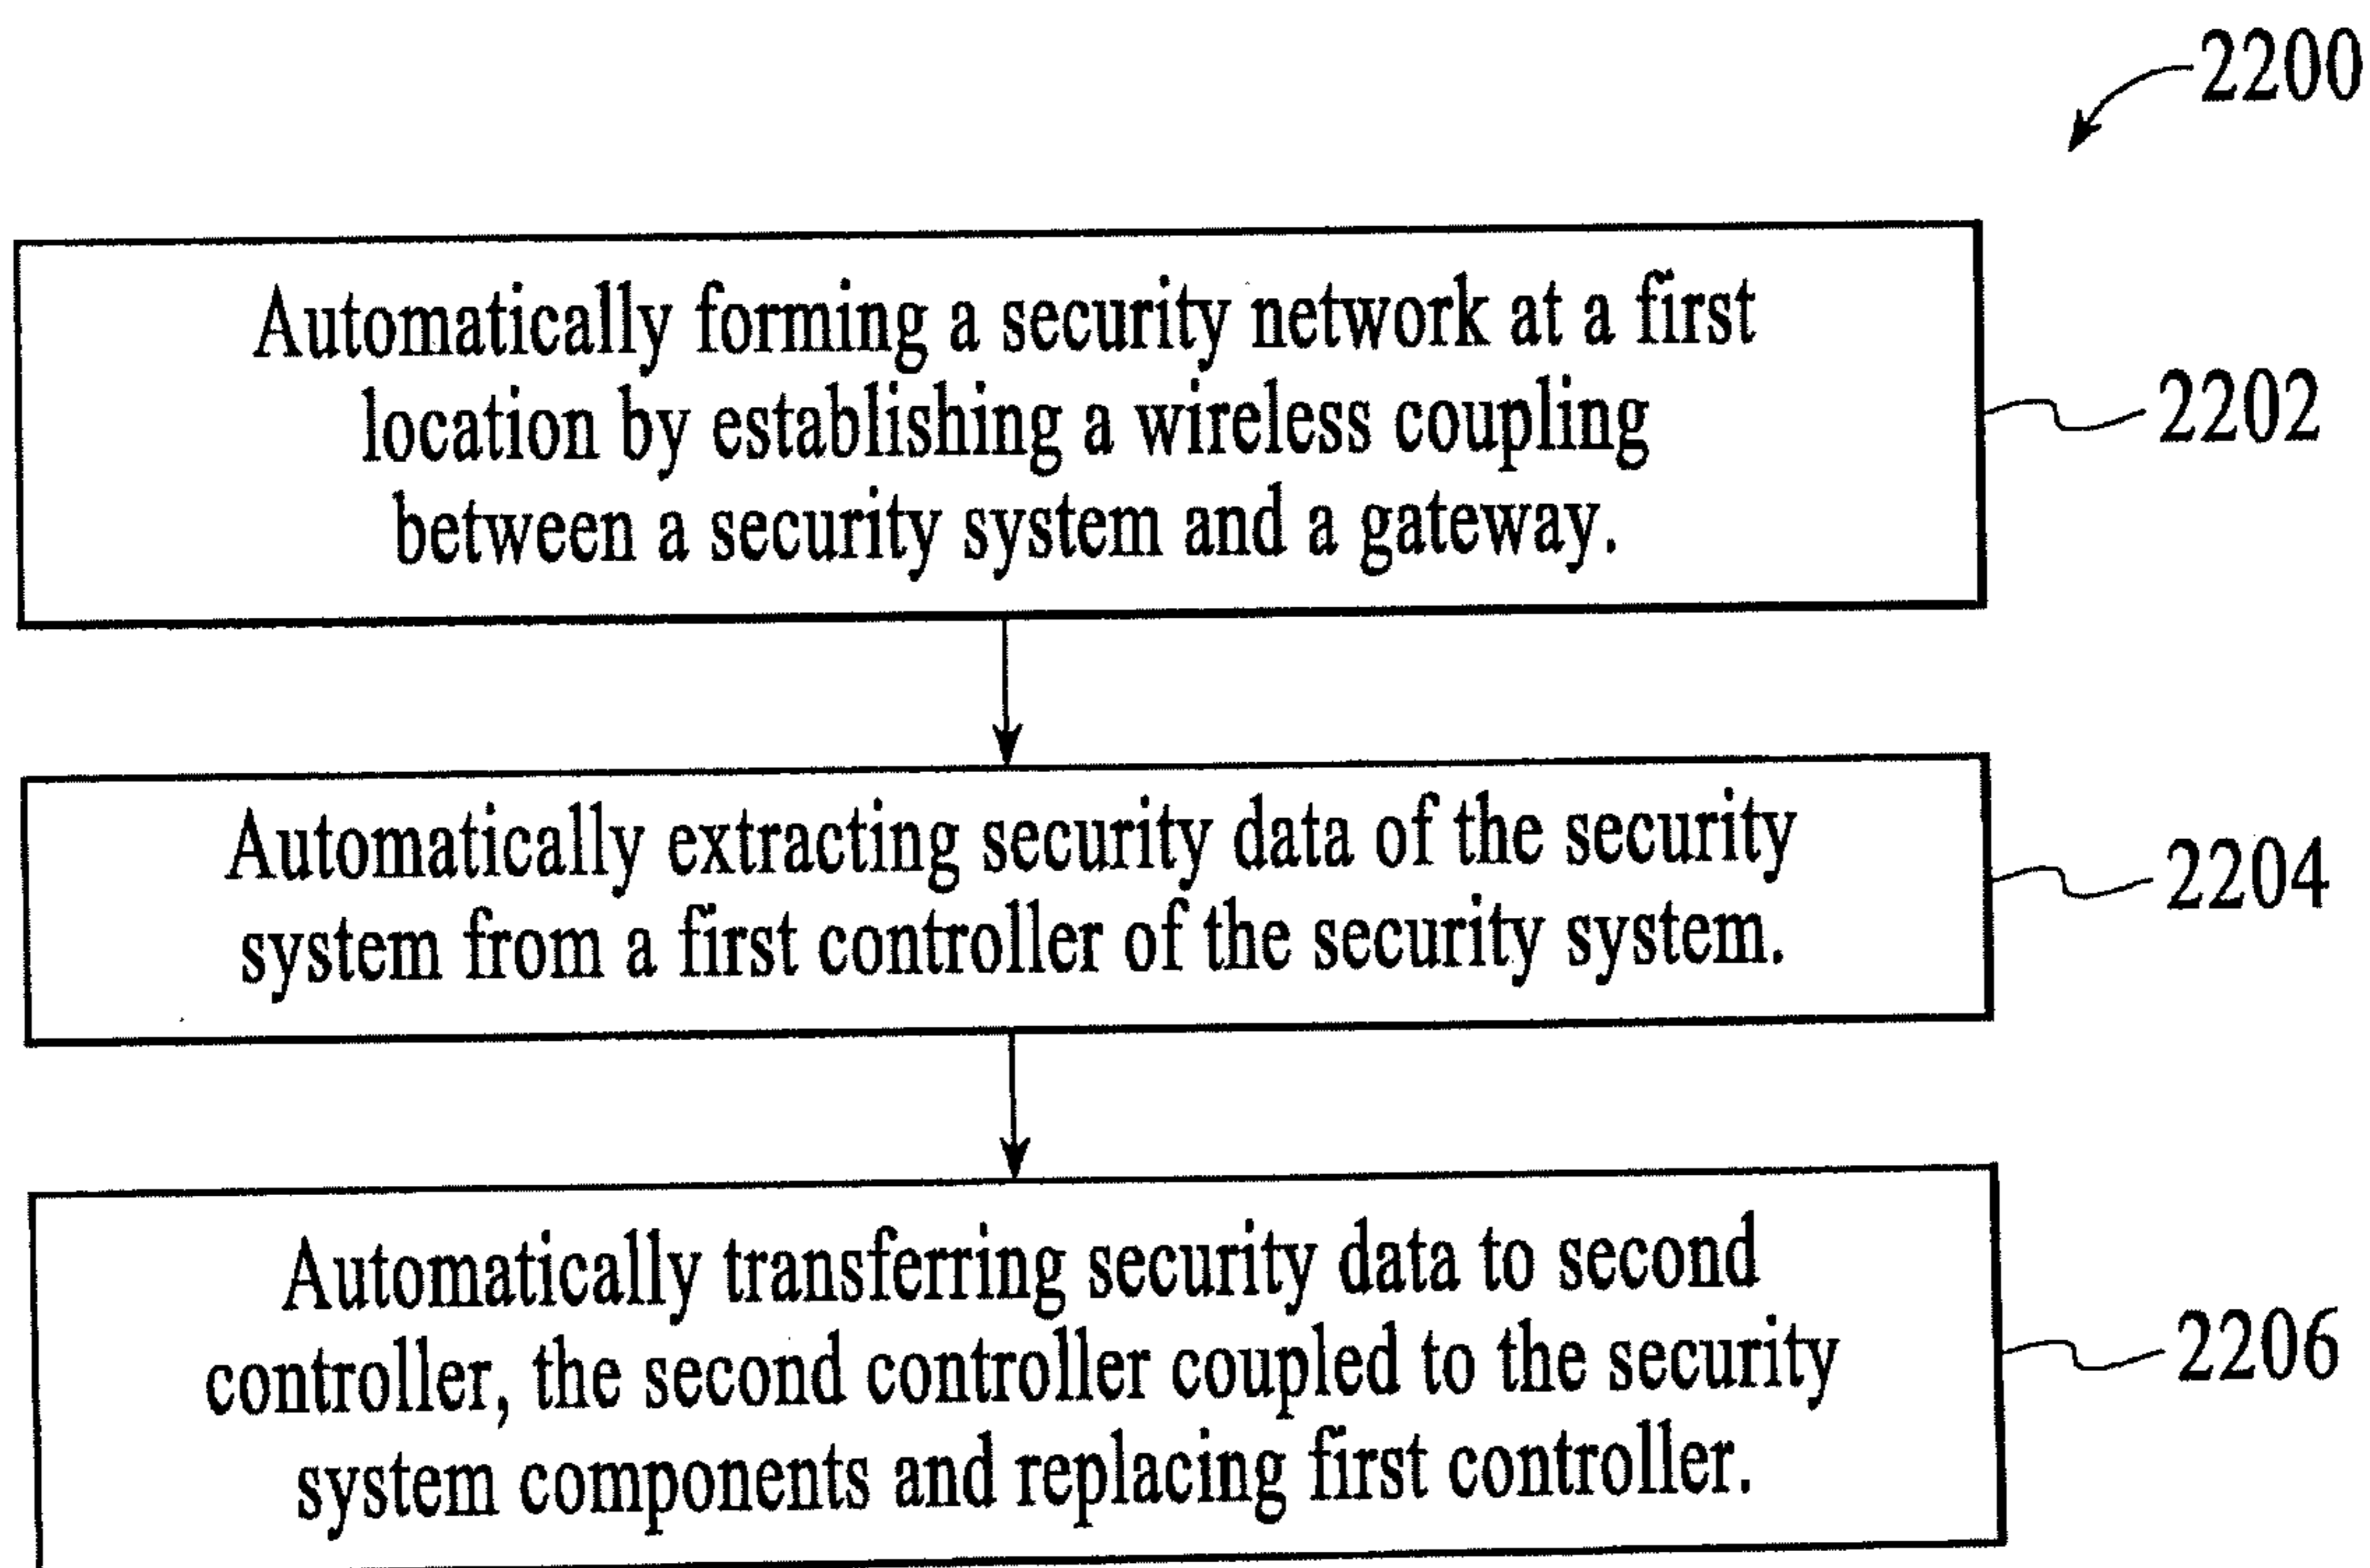 2200
Automatically forming a security network at a first
location by establishing a wireless coupling
between a security system and a gateway.
2202
Automatically extracting security data of the security
system from a first controller of the security system.
2204
Automatically transferring security data to second
controller, the second controller coupled to the security
system components and replacing first controller.
2206